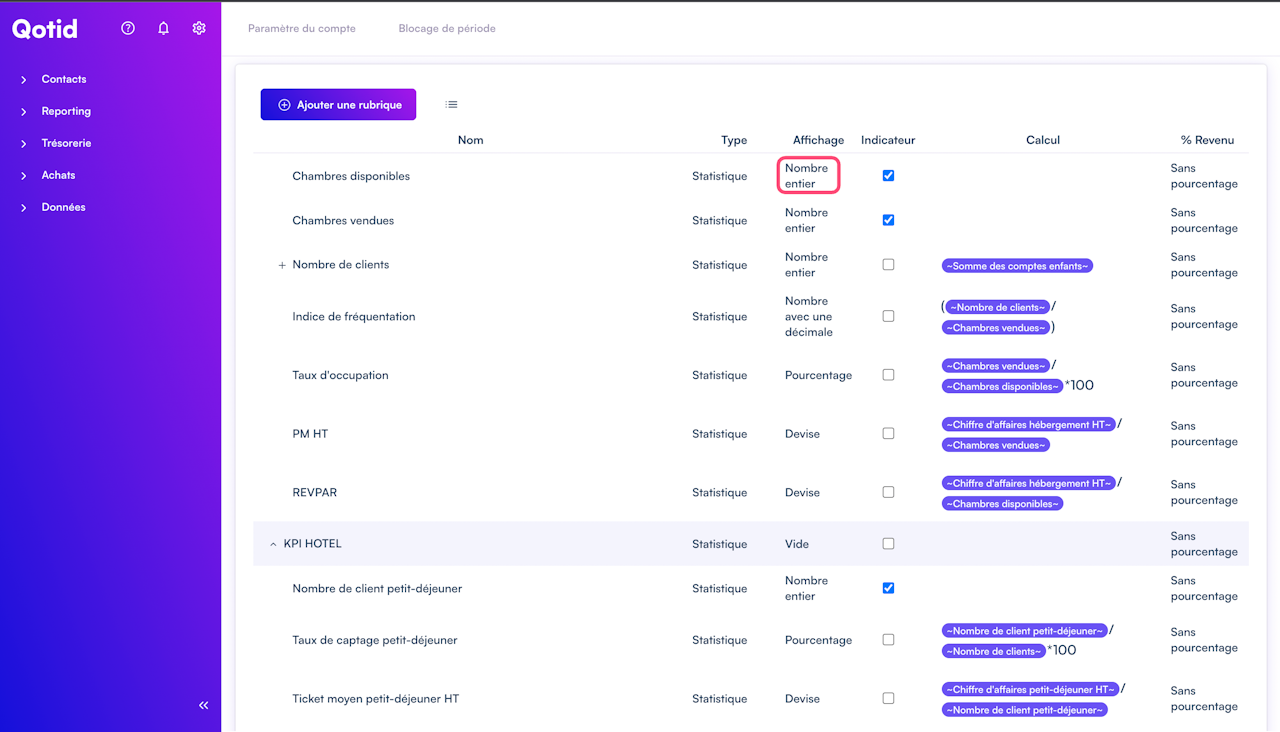 Qotid
Paramètre du compte
Blocage de période
Contacts
Reporting
Trésorerie
Achats
Données
Ajouter une rubrique
Nom Type Affichage Indicateur Calcul % Revenu
Chambres disponibles Statistique Nombre entier Sans pourcentage
Chambres vendues Statistique Nombre entier Sans pourcentage
+ Nombre de clients Statistique Nombre entier ~Somme des comptes enfants~ Sans pourcentage
Indice de fréquentation Statistique Nombre avec une décimale (~Nombre de clients~/ ~Chambres vendues~) Sans pourcentage
Taux d'occupation Statistique Pourcentage ~Chambres vendues~/ ~Chambres disponibles~*100 Sans pourcentage
PM HT Statistique Devise ~Chiffre d'affaires hébergement HT~/ ~Chambres vendues~ Sans pourcentage
REVPAR Statistique Devise ~Chiffre d'affaires hébergement HT~/ ~Chambres disponibles~ Sans pourcentage
KPI HOTEL Statistique Vide Sans pourcentage
Nombre de client petit-déjeuner Statistique Nombre entier Sans pourcentage
Taux de captage petit-déjeuner Statistique Pourcentage ~Nombre de client petit-déjeuner~/ ~Nombre de clients~*100 Sans pourcentage
Ticket moyen petit-déjeuner HT Statistique Devise ~Chiffre d'affaires petit-déjeuner HT~/ ~Nombre de client petit-déjeuner~ Sans pourcentage